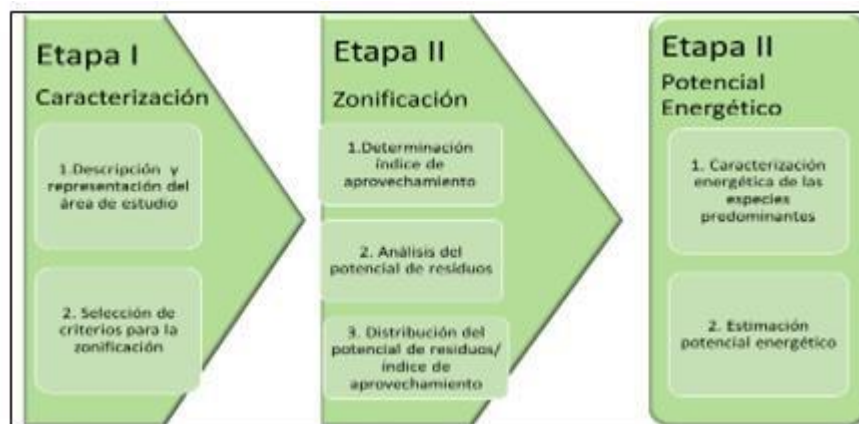 Etapa I
Caracterización
1.Descripción y
representación del
área de estudio
2. Selección de
criterios para la
zonificación
Etapa II
Zonificación
1.Determinación
índice de
aprovechamiento
2. Análisis del
potencial de residuos
3. Distribución del
potencial de residuos/
índice de
aprovechamiento
Etapa II
Potencial
Energético
1. Caracterización
energética de las
especies
predominantes
2. Estimación
potencial energético